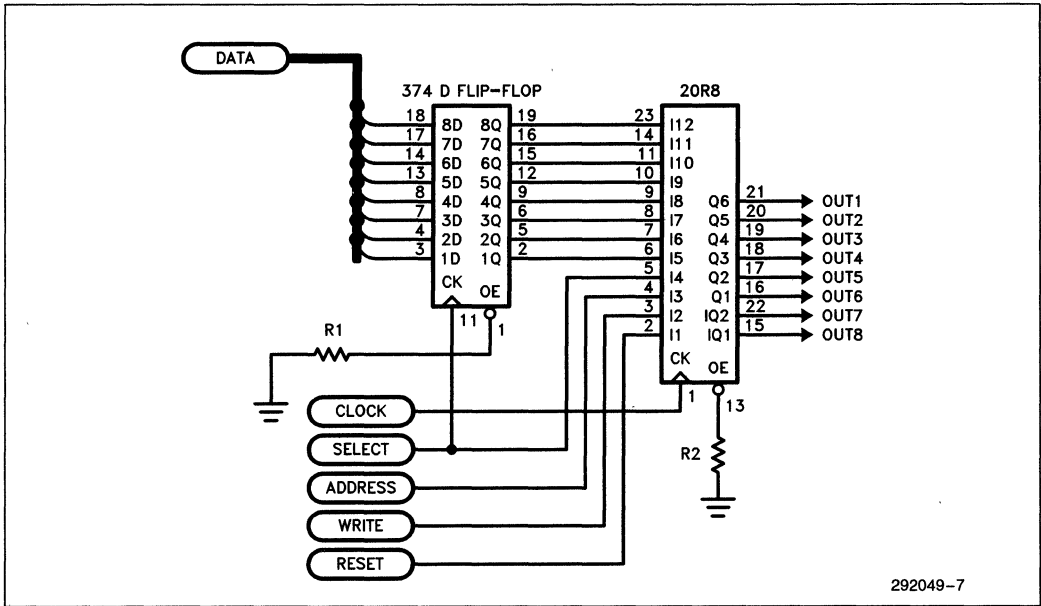 DATA
374 D FLIP-FLOP
20R8
18 8D 8Q 19 23 I12
17 7D 7Q 16 14 I11
14 6D 6Q 15 11 I10
13 5D 5Q 12 10 I9
8 4D 4Q 9 9 I8 Q6 21 OUT1
7 3D 3Q 6 8 I7 Q5 20 OUT2
4 2D 2Q 5 7 I6 Q4 19 OUT3
3 1D 1Q 2 6 I5 Q3 18 OUT4
CK 5 I4 Q2 17 OUT5
OE 4 I3 Q1 16 OUT6
11 1 3 I2 IQ2 22 OUT7
R1 2 I1 IQ1 15 OUT8
CK OE
1 13
CLOCK
SELECT
R2
ADDRESS
WRITE
RESET
292049-7